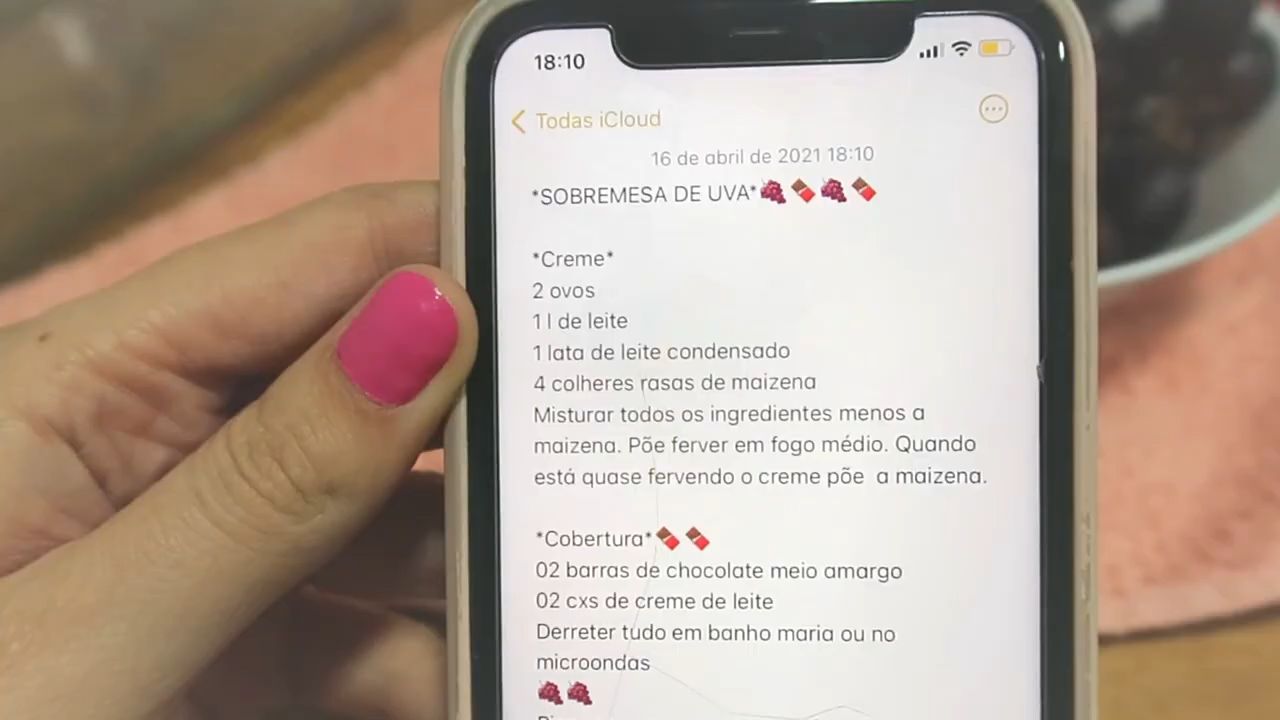 18:10
Todas iCloud
16 de abril de 2021 18:10
*SOBREMESA DE UVA*🍇🍫🍇🍫
*Creme*
2 ovos
1 l de leite
1 lata de leite condensado
4 colheres rasas de maizena
Misturar todos os ingredientes menos a
maizena. Põe ferver em fogo médio. Quando
está quase fervendo o creme põe  a maizena.
*Cobertura*🍫🍫
02 barras de chocolate meio amargo
02 cxs de creme de leite
Derreter tudo em banho maria ou no
microondas
🍇🍇